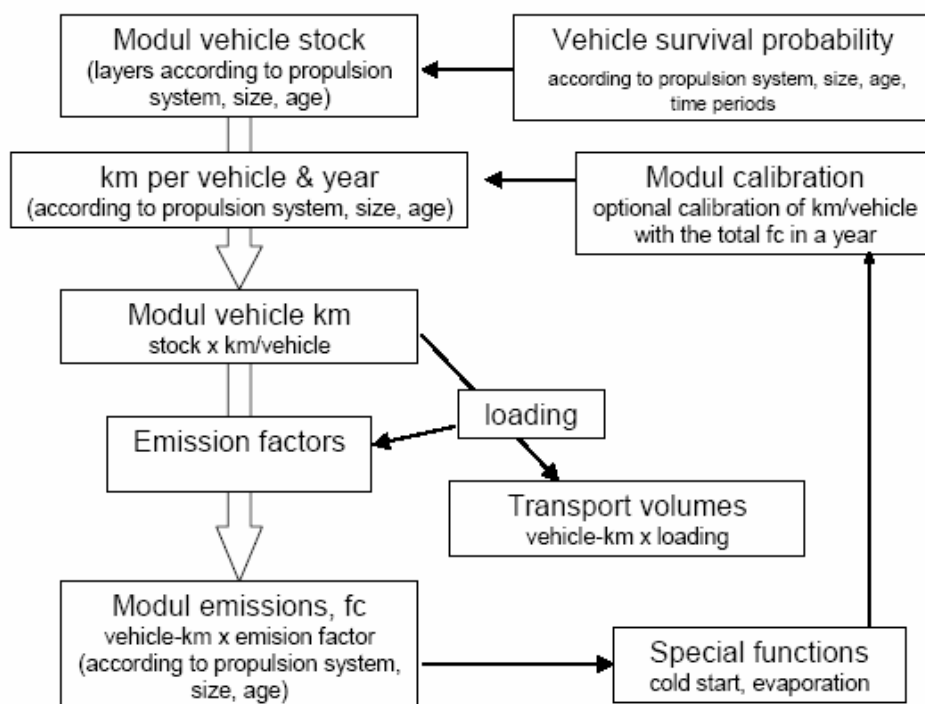 Modul vehicle stock
(layers according to propulsion
system, size, age)
Vehicle survival probability
according to propulsion system, size, age,
time periods
km per vehicle & year
(according to propulsion system, size, age)
Modul calibration
optional calibration of km/vehicle
with the total fc in a year
Modul vehicle km
stock x km/vehicle
loading
Emission factors
Transport volumes
vehicle-km x loading
Modul emissions, fc
vehicle-km x emision factor
(according to propulsion system,
size, age)
Special functions
cold start, evaporation